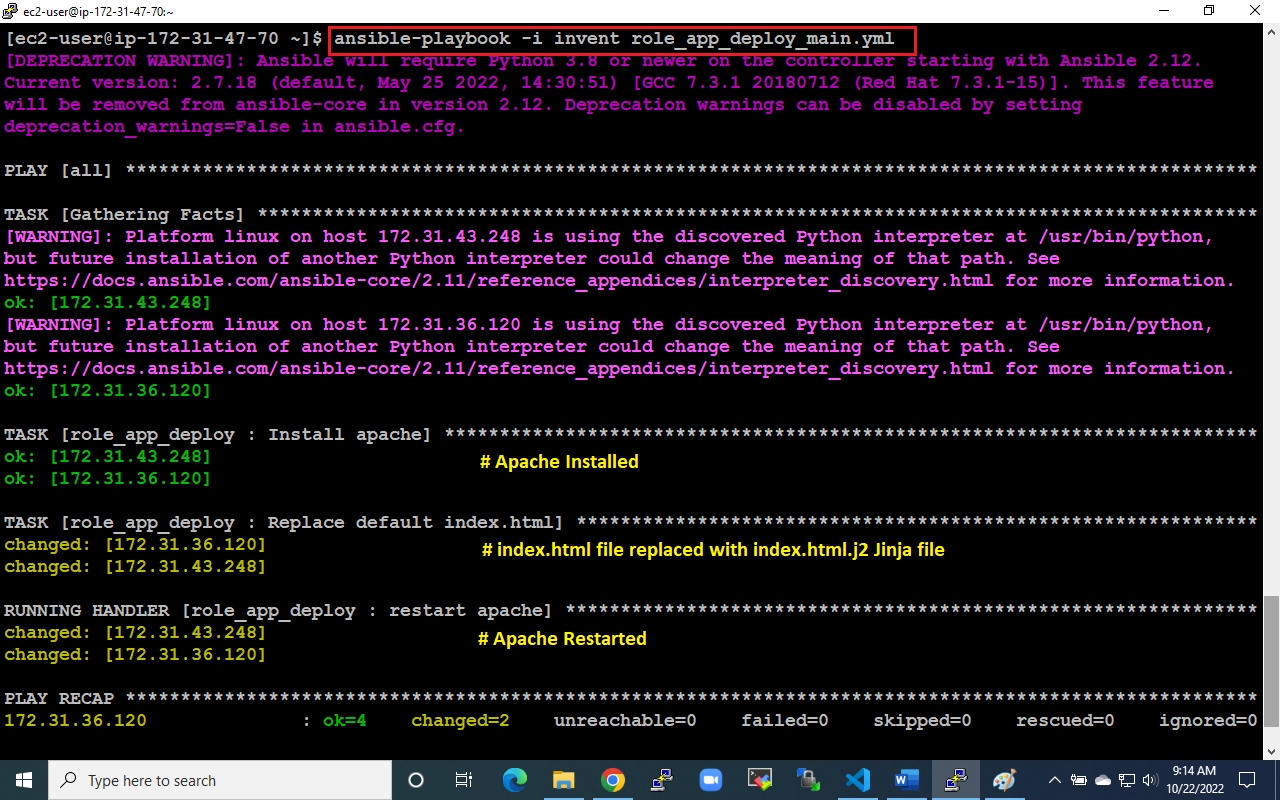 ec2-user@ip-172-31-47-70:~
[ec2-user@ip-172-31-47-70 ~]$ ansible-playbook -i invent role_app_deploy_main.yml
[DEPRECATION WARNING]: Ansible will require Python 3.8 or newer on the controller starting with Ansible 2.12.
Current version: 2.7.18 (default, May 25 2022, 14:30:51) [GCC 7.3.1 20180712 (Red Hat 7.3.1-15)]. This feature
will be removed from ansible-core in version 2.12. Deprecation warnings can be disabled by setting
deprecation_warnings=False in ansible.cfg.
PLAY [all] *******************************************************************************************************
TASK [Gathering Facts] *******************************************************************************************
[WARNING]: Platform linux on host 172.31.43.248 is using the discovered Python interpreter at /usr/bin/python,
but future installation of another Python interpreter could change the meaning of that path. See
https://docs.ansible.com/ansible-core/2.11/reference_appendices/interpreter_discovery.html for more information.
ok: [172.31.43.248]
[WARNING]: Platform linux on host 172.31.36.120 is using the discovered Python interpreter at /usr/bin/python,
but future installation of another Python interpreter could change the meaning of that path. See
https://docs.ansible.com/ansible-core/2.11/reference_appendices/interpreter_discovery.html for more information.
ok: [172.31.36.120]
TASK [role_app_deploy : Install apache] **************************************************************************
ok: [172.31.43.248] # Apache Installed
ok: [172.31.36.120]
TASK [role_app_deploy : Replace default index.html] **************************************************************
changed: [172.31.36.120] # index.html file replaced with index.html.j2 Jinja file
changed: [172.31.43.248]
RUNNING HANDLER [role_app_deploy : restart apache] ***************************************************************
changed: [172.31.43.248] # Apache Restarted
changed: [172.31.36.120]
PLAY RECAP *******************************************************************************************************
172.31.36.120 : ok=4 changed=2 unreachable=0 failed=0 skipped=0 rescued=0 ignored=0
Type here to search
9:14 AM
10/22/2022